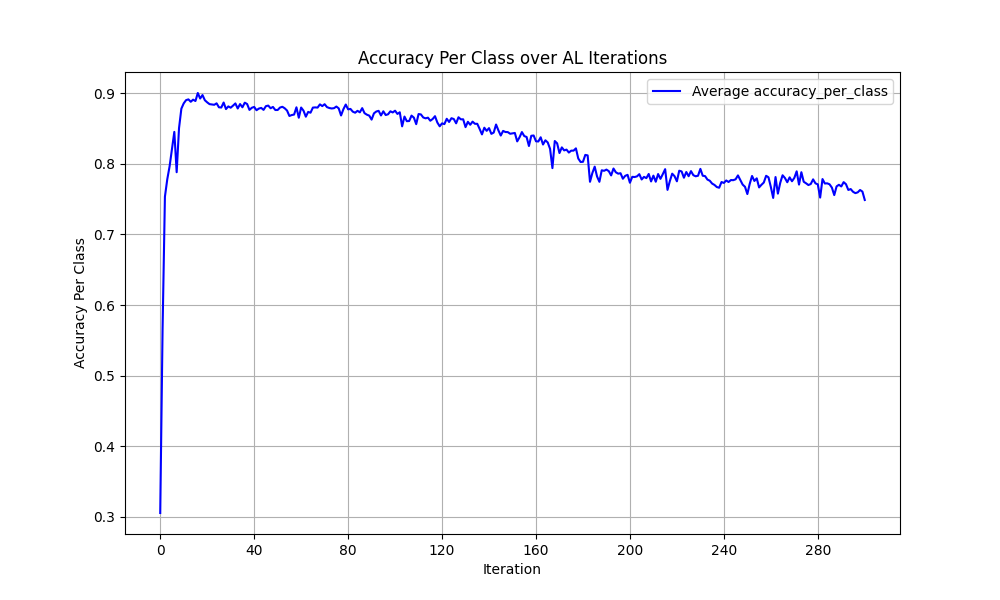 Accuracy Per Class over AL Iterations
Average accuracy_per_class
Accuracy Per Class
0.9
0.8
0.7
0.6
0.5
0.4
0.3
0 40 80 120 160 200 240 280
Iteration